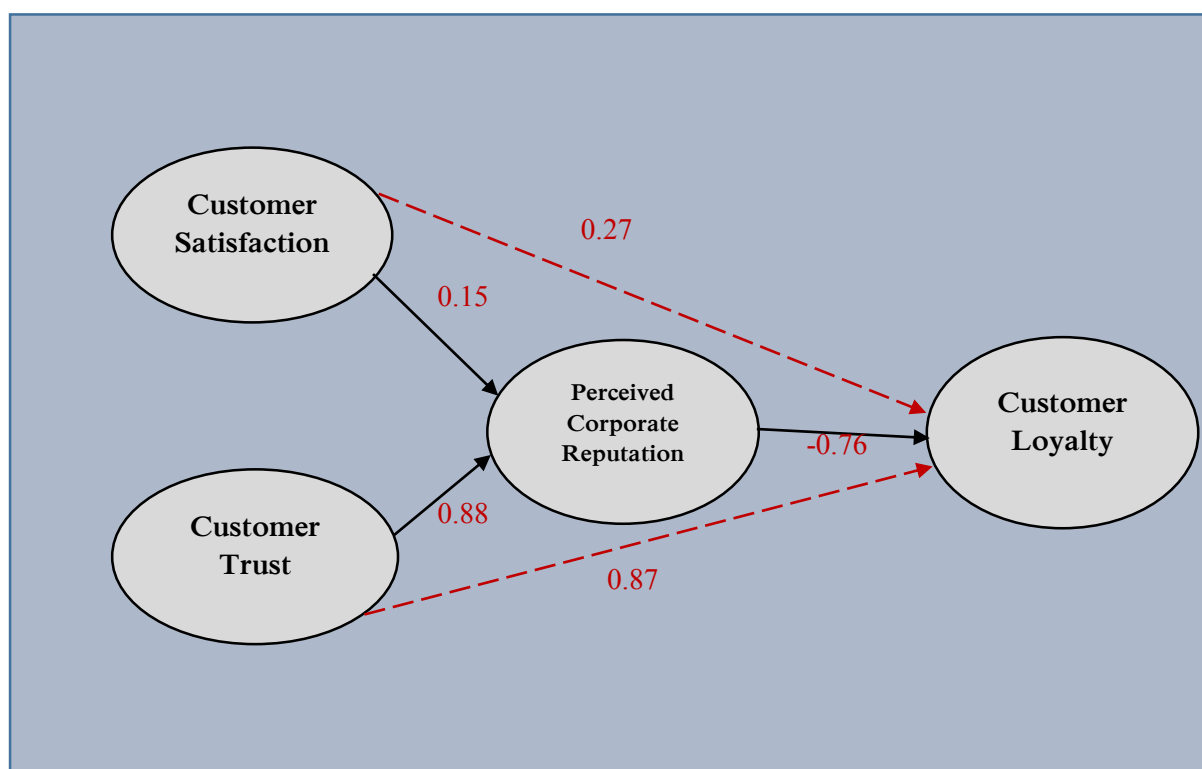 Customer
Satisfaction
0.27
0.15
Perceived
Corporate
Reputation
Customer
Loyalty
-0.76
Customer
Trust
0.88
0.87